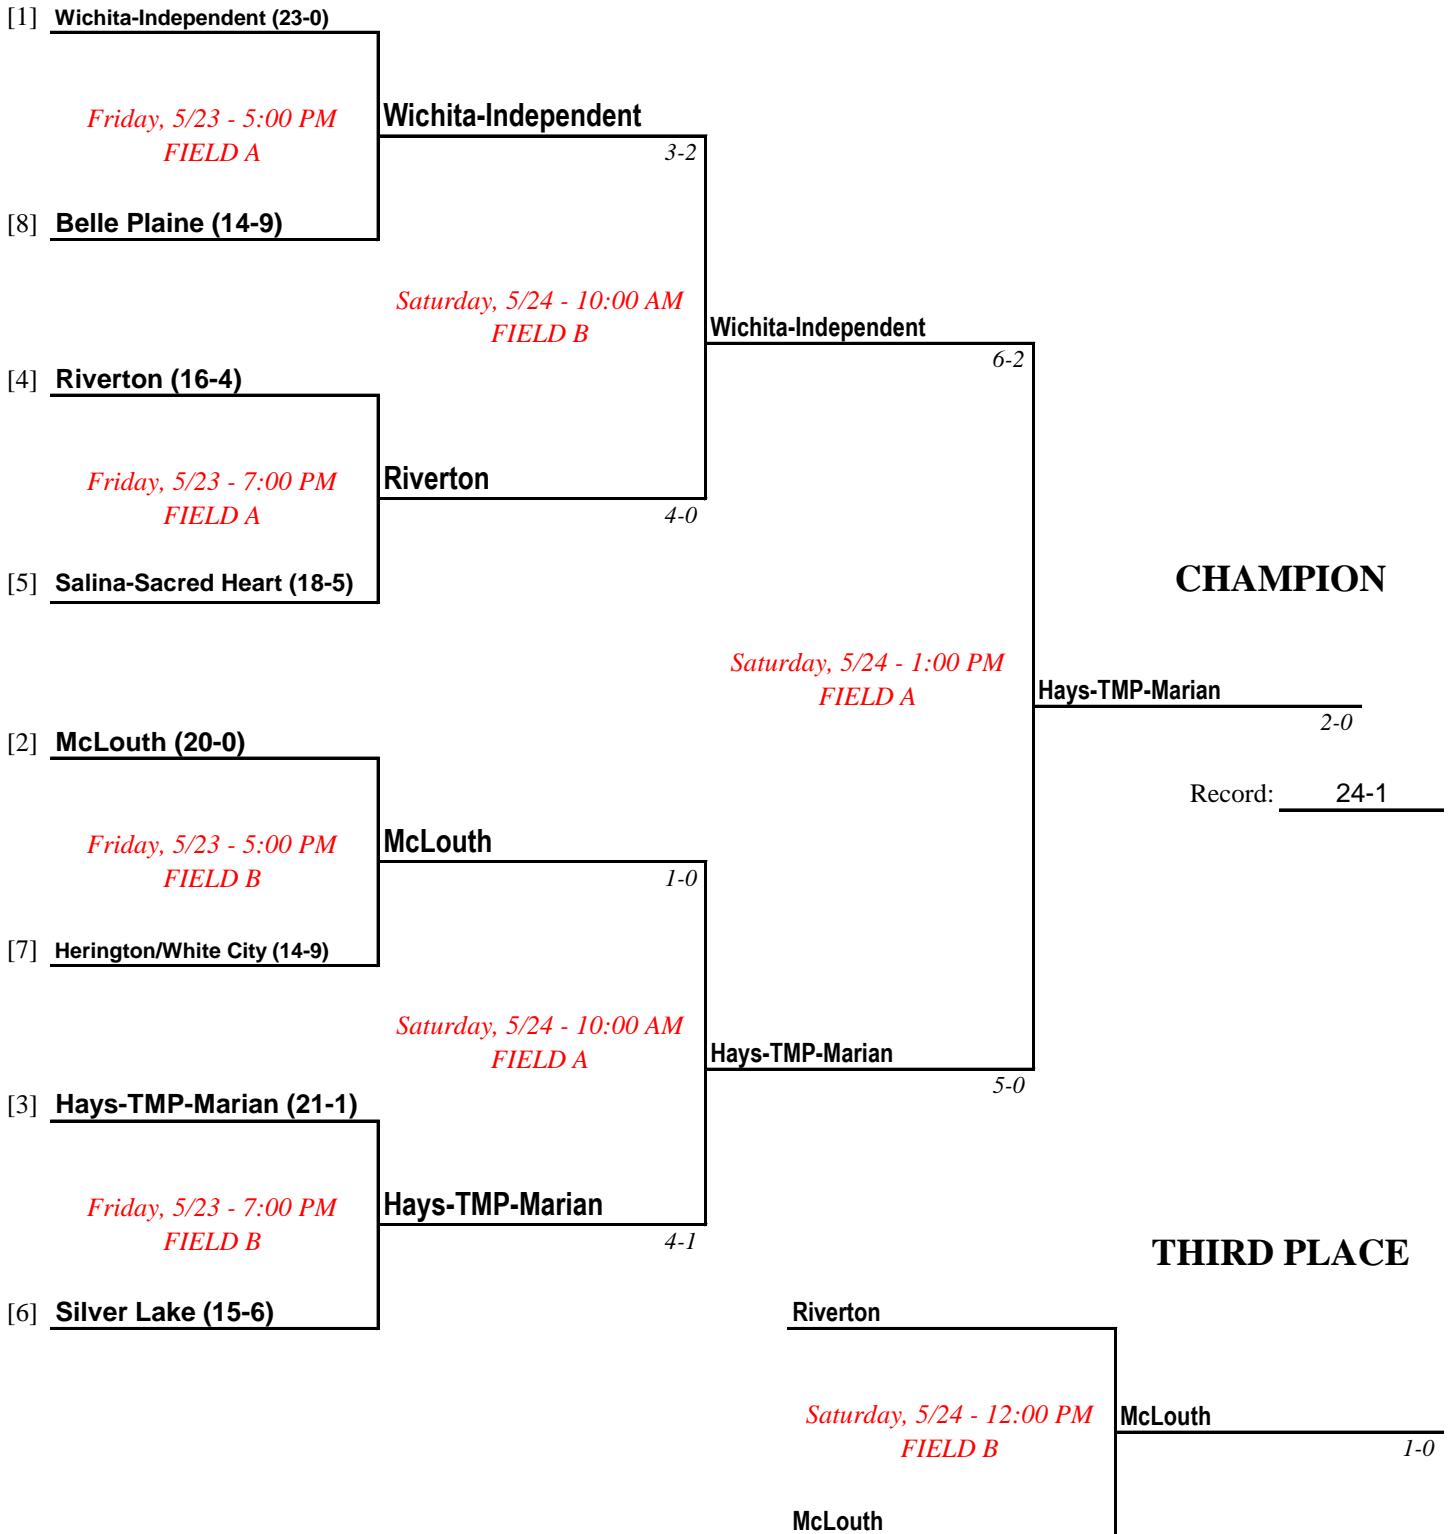 [1] Wichita-Independent (23-0)
Friday, 5/23 - 5:00 PM
FIELD A
Wichita-Independent
3-2
[8] Belle Plaine (14-9)
Saturday, 5/24 - 10:00 AM
FIELD B
Wichita-Independent
6-2
[4] Riverton (16-4)
Friday, 5/23 - 7:00 PM
FIELD A
Riverton
4-0
[5] Salina-Sacred Heart (18-5)
CHAMPION
Saturday, 5/24 - 1:00 PM
FIELD A
Hays-TMP-Marian
2-0
Record: 24-1
[2] McLouth (20-0)
Friday, 5/23 - 5:00 PM
FIELD B
McLouth
1-0
[7] Herington/White City (14-9)
Saturday, 5/24 - 10:00 AM
FIELD A
Hays-TMP-Marian
5-0
[3] Hays-TMP-Marian (21-1)
Friday, 5/23 - 7:00 PM
FIELD B
Hays-TMP-Marian
4-1
[6] Silver Lake (15-6)
THIRD PLACE
Riverton
Saturday, 5/24 - 12:00 PM
FIELD B
McLouth
1-0
McLouth